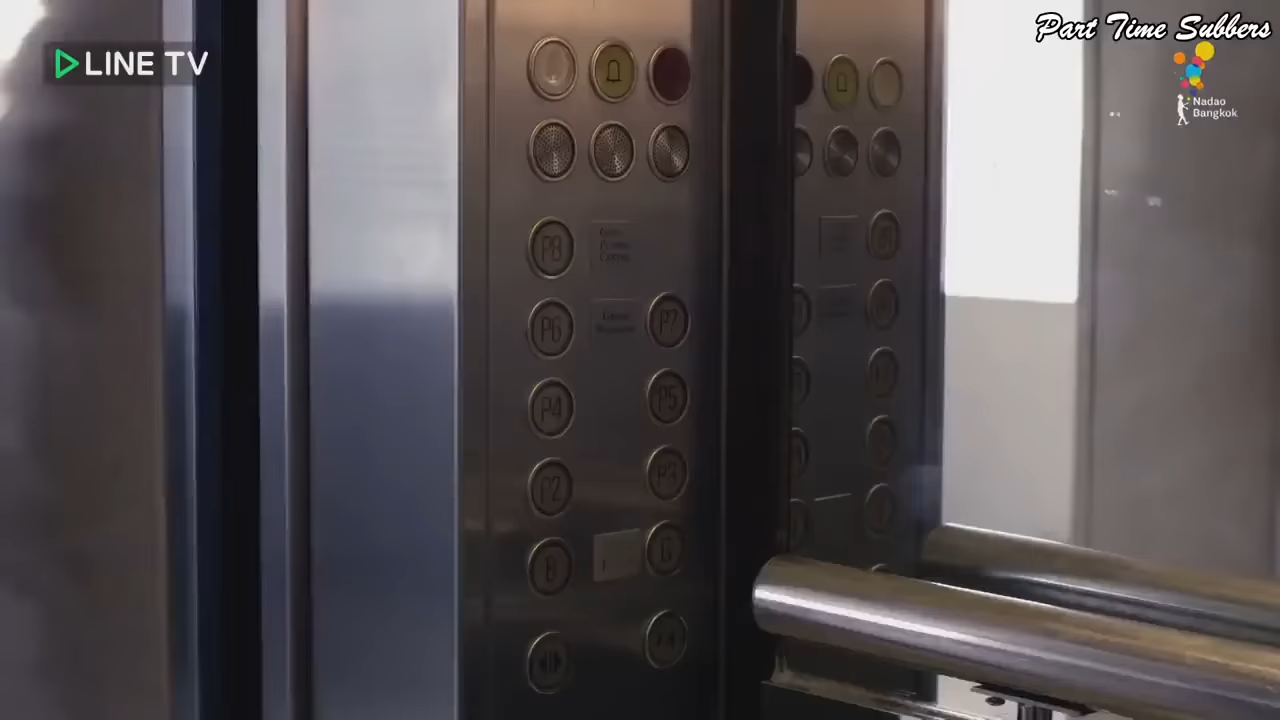 Part Time Subbers
LINE TV
Nadao
Bangkok
P8
P6
P7
P4
P5
P2
P3
B
G